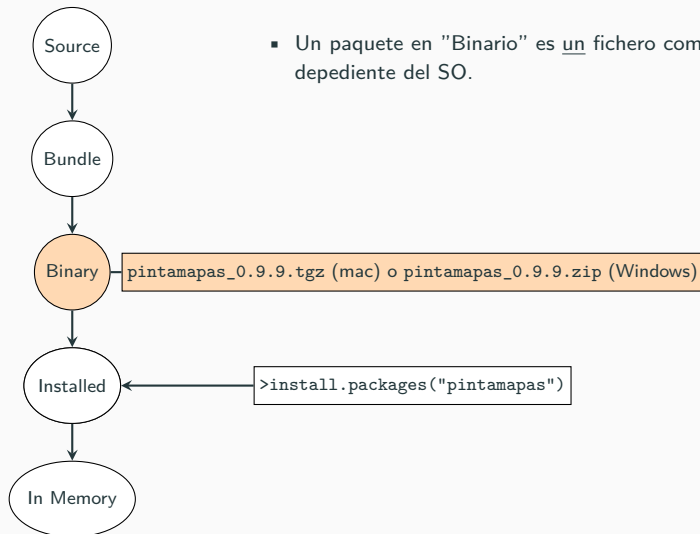 Source
▪ Un paquete en ”Binario” es un fichero com
depediente del SO.
Bundle
Binary
pintamapas_0.9.9.tgz (mac) o pintamapas_0.9.9.zip (Windows)
Installed
>install.packages("pintamapas")
In Memory